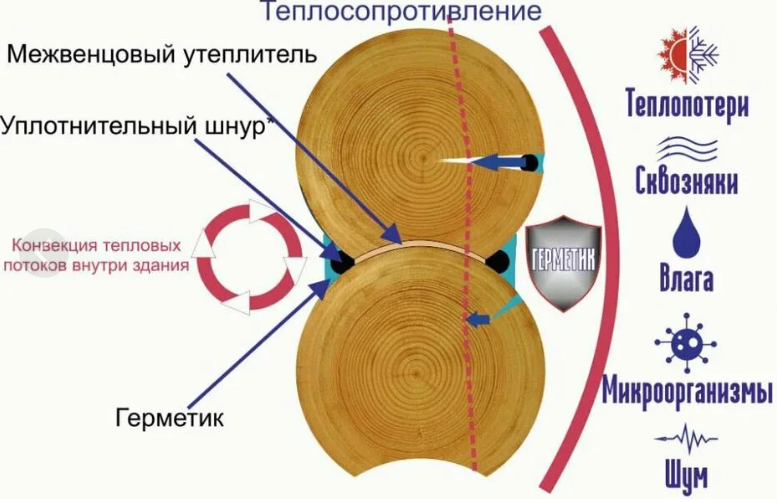 Теплосопротивление
Межвенцовый утеплитель
Уплотнительный шнур*
Конвекция тепловых
потоков внутри здания
Герметик
ГЕРМЕТИК
Теплопотери
Сквозняки
Влага
Микроорганизмы
Шум